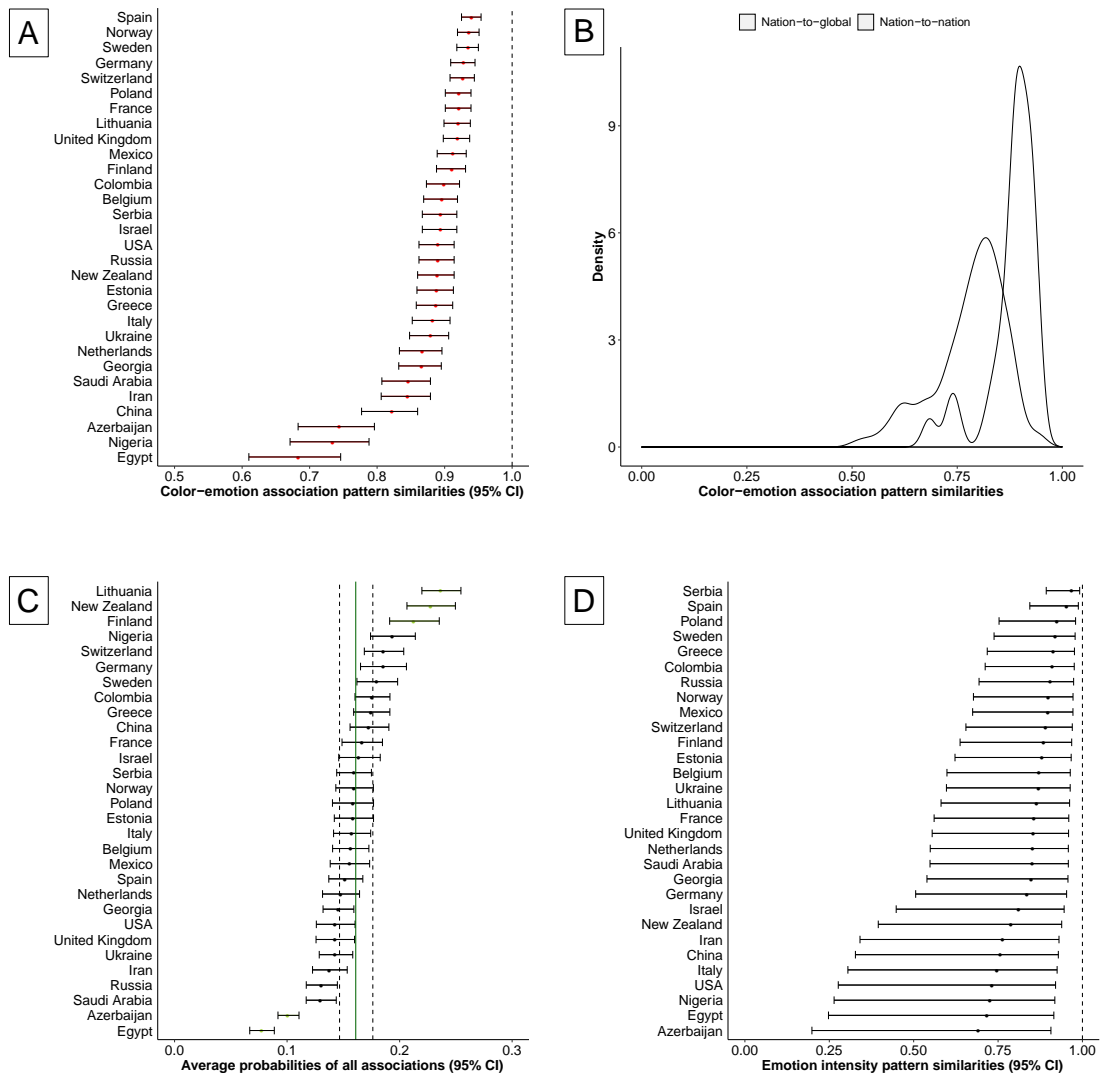 A
Spain
Norway
Sweden
Germany
Switzerland
Poland
France
Lithuania
United Kingdom
Mexico
Finland
Colombia
Belgium
Serbia
Israel
USA
Russia
New Zealand
Estonia
Greece
Italy
Ukraine
Netherlands
Georgia
Saudi Arabia
Iran
China
Azerbaijan
Nigeria
Egypt
0.5 0.6 0.7 0.8 0.9 1.0
Color−emotion association pattern similarities (95% CI)
B
Nation−to−global Nation−to−nation
9
6
3
0
Density
0.00 0.25 0.50 0.75 1.00
Color−emotion association pattern similarities
C
Lithuania
New Zealand
Finland
Nigeria
Switzerland
Germany
Sweden
Colombia
Greece
China
France
Israel
Serbia
Norway
Poland
Estonia
Italy
Belgium
Mexico
Spain
Netherlands
Georgia
USA
United Kingdom
Ukraine
Iran
Russia
Saudi Arabia
Azerbaijan
Egypt
0.0 0.1 0.2 0.3
Average probabilities of all associations (95% CI)
D
Serbia
Spain
Poland
Sweden
Greece
Colombia
Russia
Norway
Mexico
Switzerland
Finland
Estonia
Belgium
Ukraine
Lithuania
France
United Kingdom
Netherlands
Saudi Arabia
Georgia
Germany
Israel
New Zealand
Iran
China
Italy
USA
Nigeria
Egypt
Azerbaijan
0.00 0.25 0.50 0.75 1.00
Emotion intensity pattern similarities (95% CI)